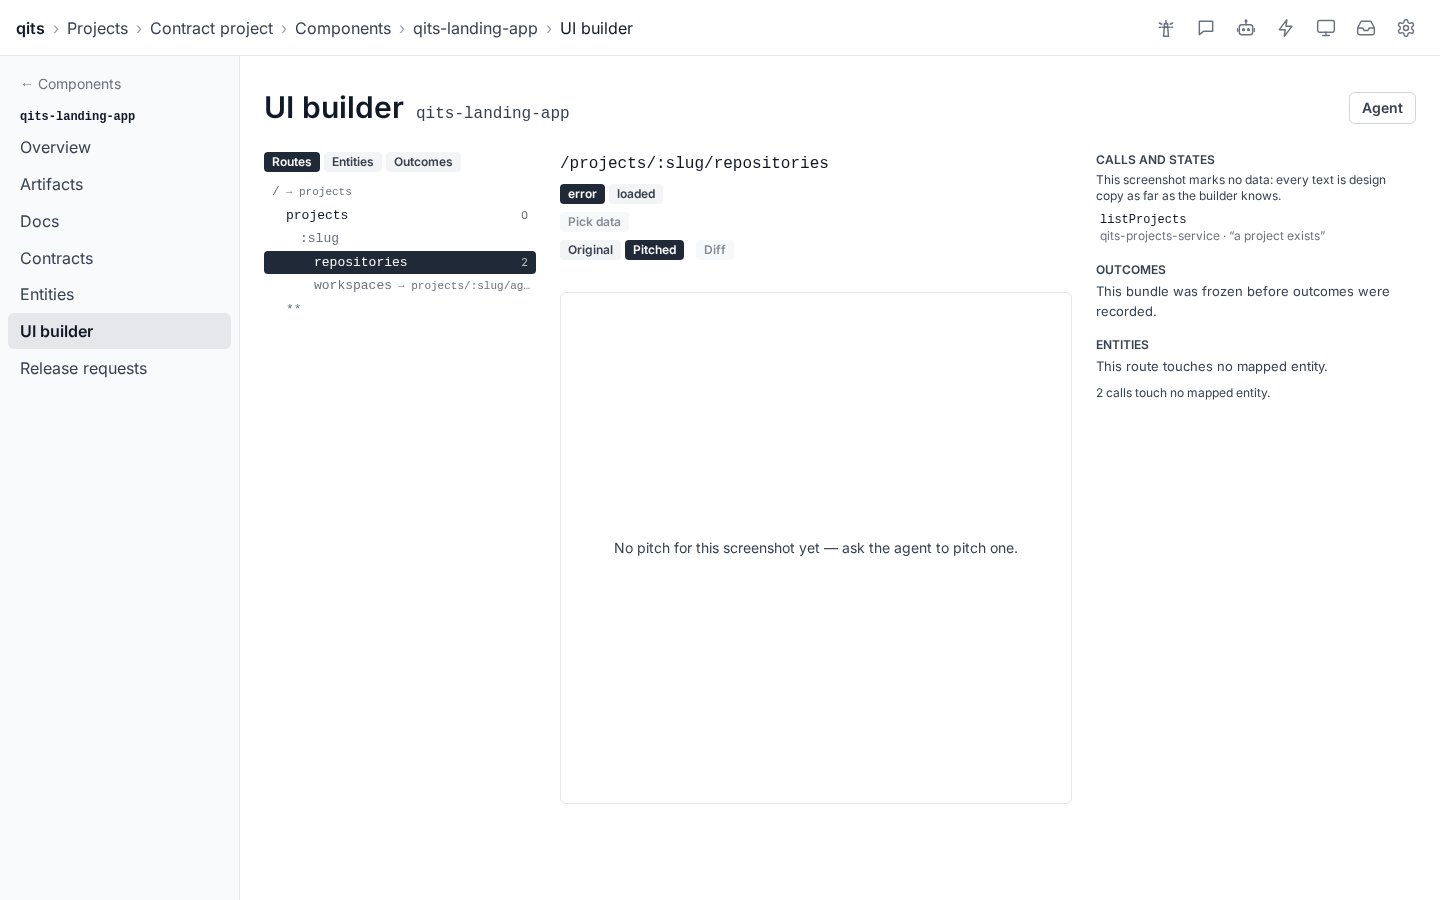 qits › Projects › Contract project › Components › qits-landing-app › UI builder
← Components
qits-landing-app
Overview
Artifacts
Docs
Contracts
Entities
UI builder
Release requests
UI builder qits-landing-app
Agent
Routes Entities Outcomes
/ → projects
projects 0
:slug
repositories 2
workspaces → projects/:slug/ag…
**
/projects/:slug/repositories
error loaded
Pick data
Original Pitched Diff
No pitch for this screenshot yet — ask the agent to pitch one.
CALLS AND STATES
This screenshot marks no data: every text is design
copy as far as the builder knows.
listProjects
qits-projects-service · “a project exists”
OUTCOMES
This bundle was frozen before outcomes were
recorded.
ENTITIES
This route touches no mapped entity.
2 calls touch no mapped entity.